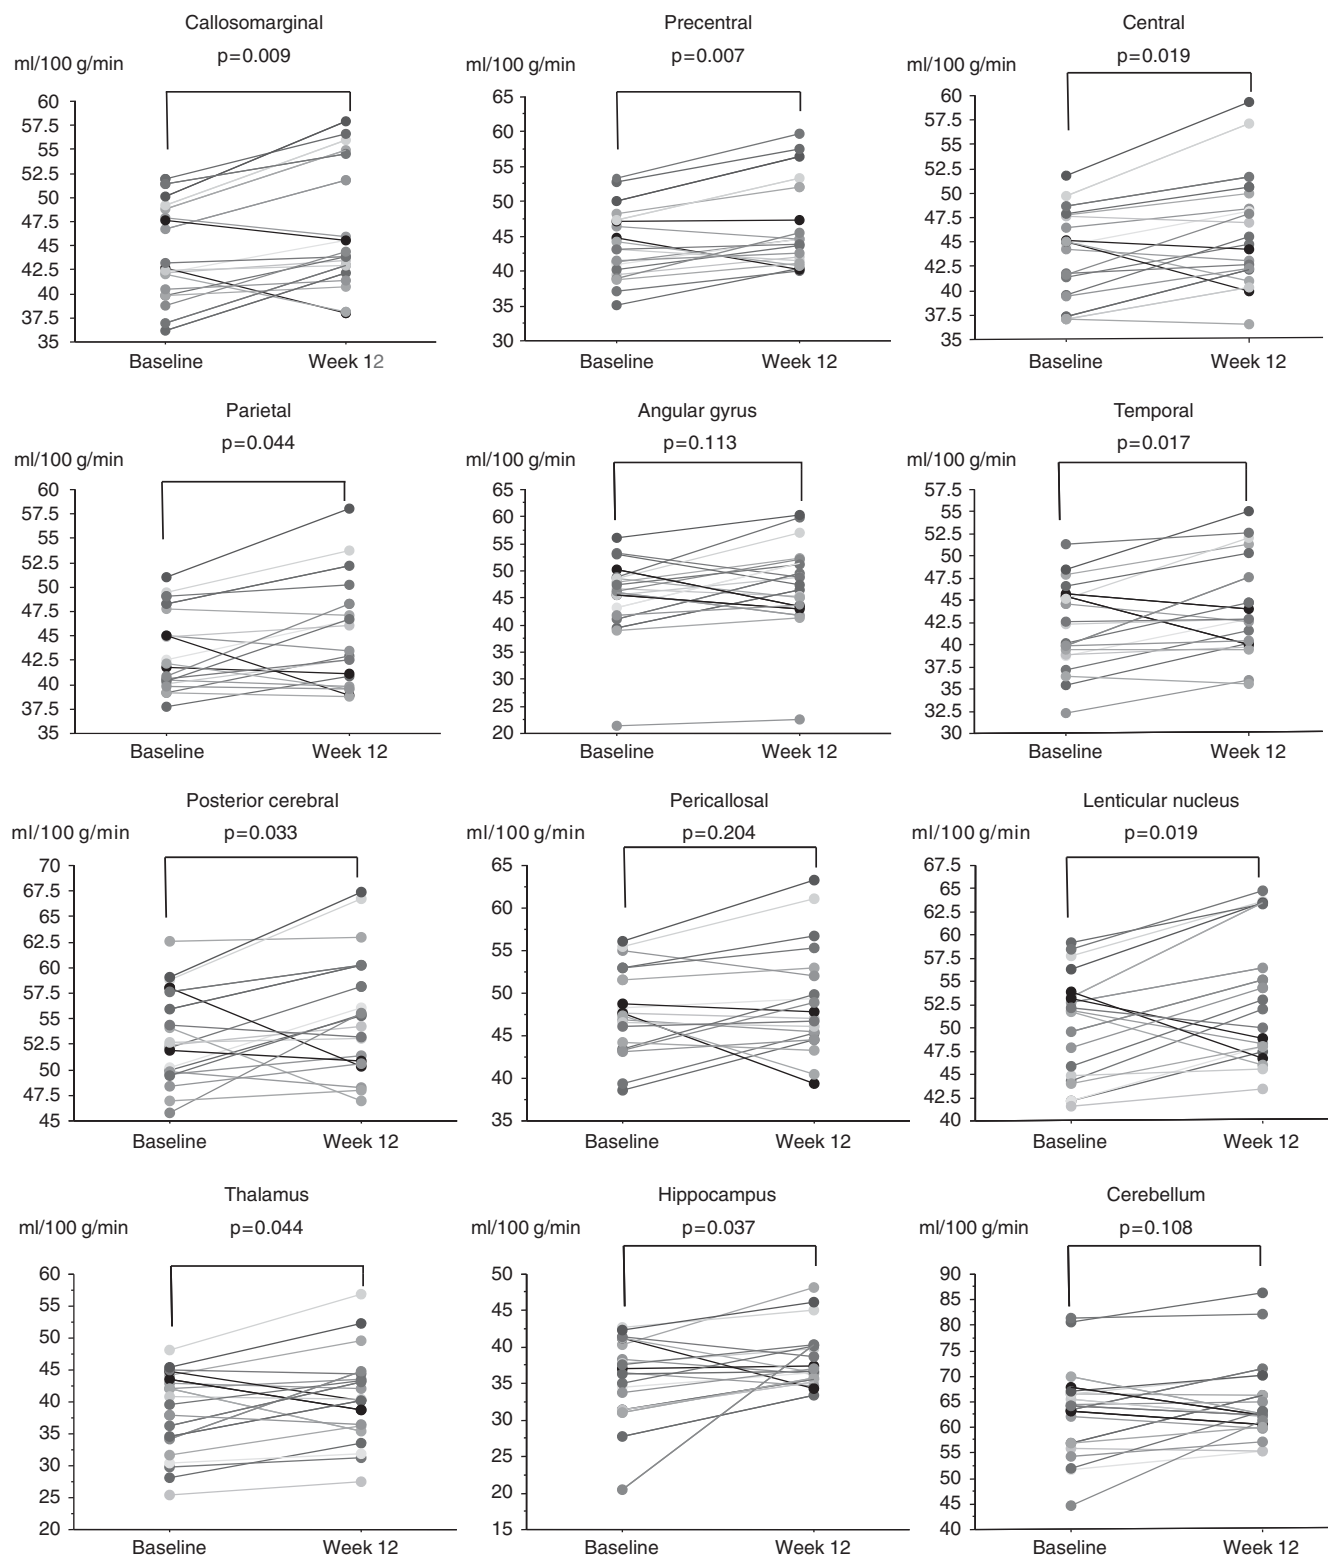 Callosomarginal
p=0.009
ml/100 g/min
60
57.5
55
52.5
50
47.5
45
42.5
40
37.5
35
Baseline
Week 12
Precentral
p=0.007
ml/100 g/min
65
60
55
50
45
40
35
30
Baseline
Week 12
Central
p=0.019
ml/100 g/min
60
57.5
55
52.5
50
47.5
45
42.5
40
37.5
35
Baseline
Week 12
Parietal
p=0.044
ml/100 g/min
60
57.5
55
52.5
50
47.5
45
42.5
40
37.5
35
Baseline
Week 12
Angular gyrus
p=0.113
ml/100 g/min
65
60
55
50
45
40
35
30
25
20
Baseline
Week 12
Temporal
p=0.017
ml/100 g/min
57.5
55
52.5
50
47.5
45
42.5
40
37.5
35
32.5
30
Baseline
Week 12
Posterior cerebral
p=0.033
ml/100 g/min
70
67.5
65
62.5
60
57.5
55
52.5
50
47.5
45
Baseline
Week 12
Pericallosal
p=0.204
ml/100 g/min
65
60
55
50
45
40
35
Baseline
Week 12
Lenticular nucleus
p=0.019
ml/100 g/min
67.5
65
62.5
60
57.5
55
52.5
50
47.5
45
42.5
40
Baseline
Week 12
Thalamus
p=0.044
ml/100 g/min
60
55
50
45
40
35
30
25
20
Baseline
Week 12
Hippocampus
p=0.037
ml/100 g/min
50
45
40
35
30
25
20
15
Baseline
Week 12
Cerebellum
p=0.108
ml/100 g/min
90
85
80
75
70
65
60
55
50
45
40
Baseline
Week 12